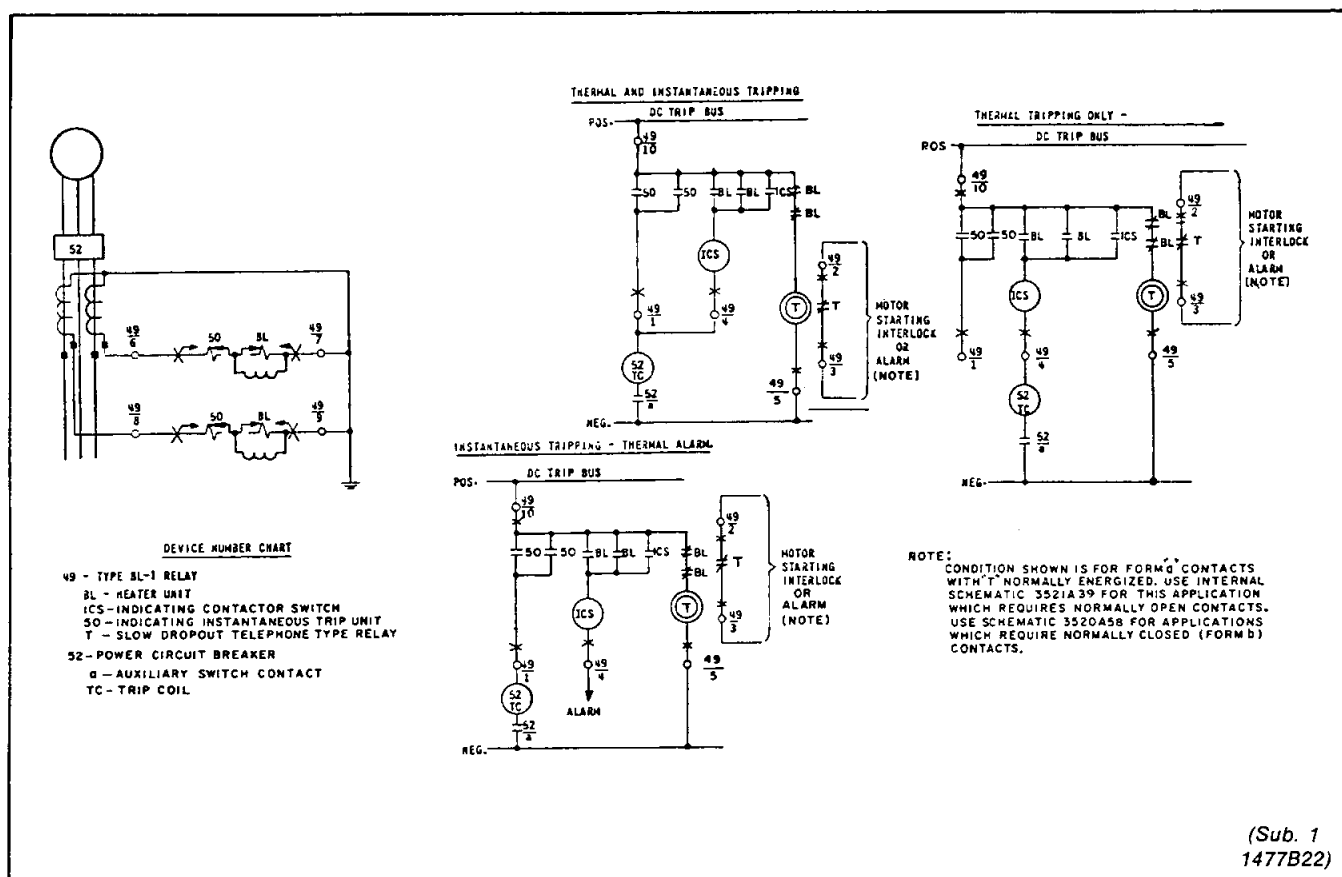 THERMAL AND INSTANTANEOUS TRIPPING
DC TRIP BUS
POS.
49
10
50
50
BL
BL
ICS
BL
BL
ICS
49
1
49
4
T
49
2
T
49
3
MOTOR
STARTING
INTERLOCK
OR
ALARM
(NOTE)
52
TC
52
a
49
5
NEG.
THERMAL TRIPPING ONLY -
DC TRIP BUS
POS
49
10
50
50
BL
BL
ICS
BL
BL
ICS
T
49
2
T
49
3
MOTOR
STARTING
INTERLOCK
OR
ALARM
(NOTE)
49
1
49
4
49
5
52
TC
52
a
NEG.
52
49
6
50
BL
49
7
49
8
50
BL
49
9
INSTANTANEOUS TRIPPING - THERMAL ALARM
DC TRIP BUS
POS.
49
10
50
50
BL
BL
ICS
BL
BL
ICS
T
49
2
T
49
3
MOTOR
STARTING
INTERLOCK
OR
ALARM
(NOTE)
49
1
49
4
49
5
52
TC
52
a
ALARM
NEG.
DEVICE NUMBER CHART
49 - TYPE BL-1 RELAY
BL - HEATER UNIT
ICS-INDICATING CONTACTOR SWITCH
50-INDICATING INSTANTANEOUS TRIP UNIT
T - SLOW DROPOUT TELEPHONE TYPE RELAY
52-POWER CIRCUIT BREAKER
a-AUXILIARY SWITCH CONTACT
TC-TRIP COIL
NOTE:
CONDITION SHOWN IS FOR FORM "a" CONTACTS
WITH "T" NORMALLY ENERGIZED. USE INTERNAL
SCHEMATIC 3521A39 FOR THIS APPLICATION
WHICH REQUIRES NORMALLY OPEN CONTACTS.
USE SCHEMATIC 3520A58 FOR APPLICATIONS
WHICH REQUIRE NORMALLY CLOSED (FORM b)
CONTACTS.
(Sub. 1
1477B22)